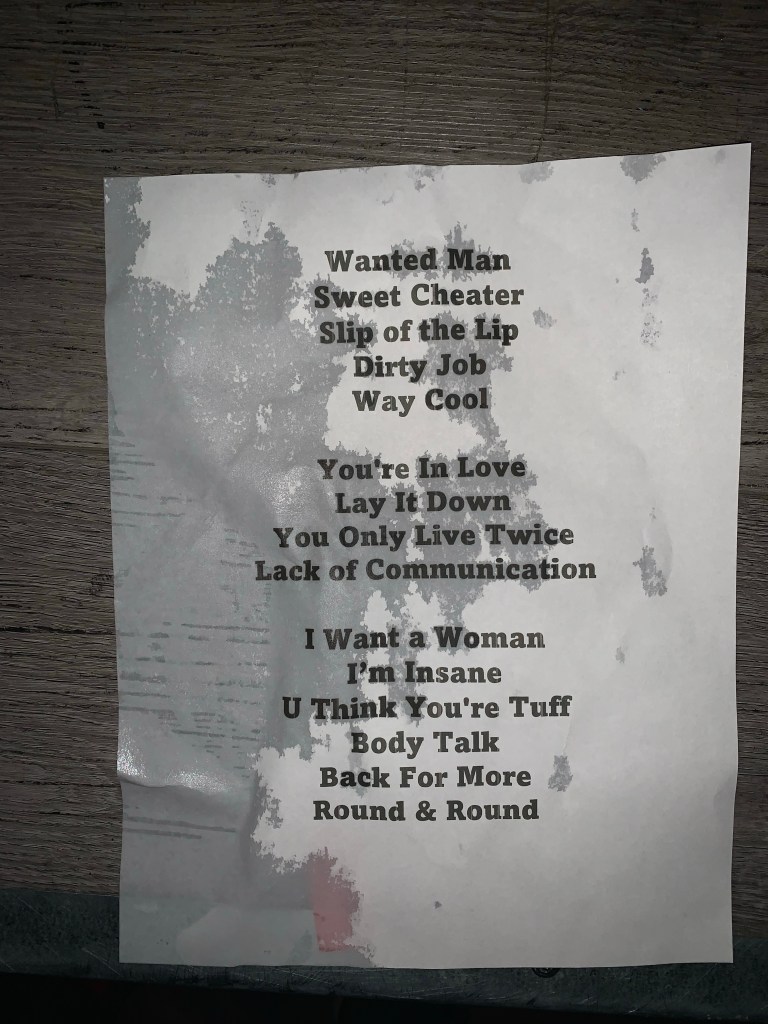 Wanted Man
Sweet Cheater
Slip of the Lip
Dirty Job
Way Cool
You're In Love
Lay It Down
You Only Live Twice
Lack of Communication
I Want a Woman
I'm Insane
U Think You're Tuff
Body Talk
Back For More
Round & Round